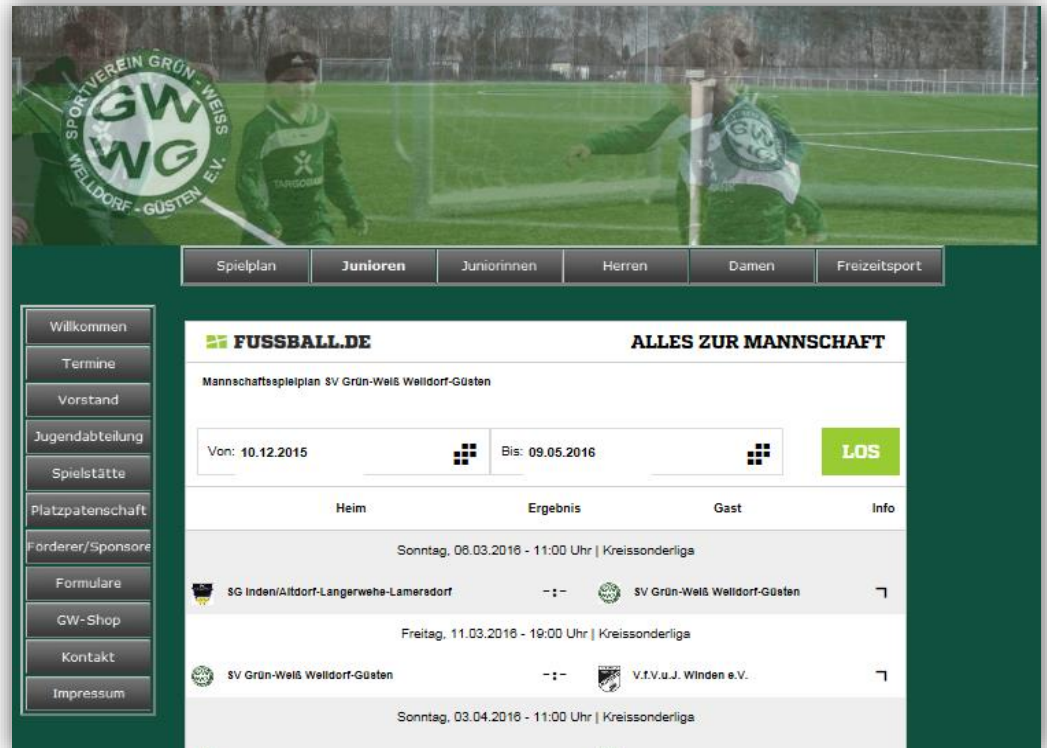 SPORTVEREIN GRÜN-WEISS
GW
WG
WELLDORF-GÜSTEN E.V.
TARGOBA
GW
WG
Spielplan Junioren Juniorinnen Herren Damen Freizeitsport
Willkommen
Termine
Vorstand
Jugendabteilung
Spielstätte
Platzpatenschaft
Förderer/Sponsore
Formulare
GW-Shop
Kontakt
Impressum
FUSSBALL.DE ALLES ZUR MANNSCHAFT
Mannschaftsspielplan SV Grün-Weiß Welldorf-Güsten
Von: 10.12.2015 Bis: 09.05.2016 LOS
Heim Ergebnis Gast Info
Sonntag, 06.03.2016 - 11:00 Uhr | Kreissonderliga
SG Inden/Altdorf-Langerwehe-Lamersdorf -:- SV Grün-Weiß Welldorf-Güsten
Freitag, 11.03.2016 - 19:00 Uhr | Kreissonderliga
SV Grün-Weiß Welldorf-Güsten -:- V.f.V.u.J. Winden e.V.
Sonntag, 03.04.2016 - 11:00 Uhr | Kreissonderliga